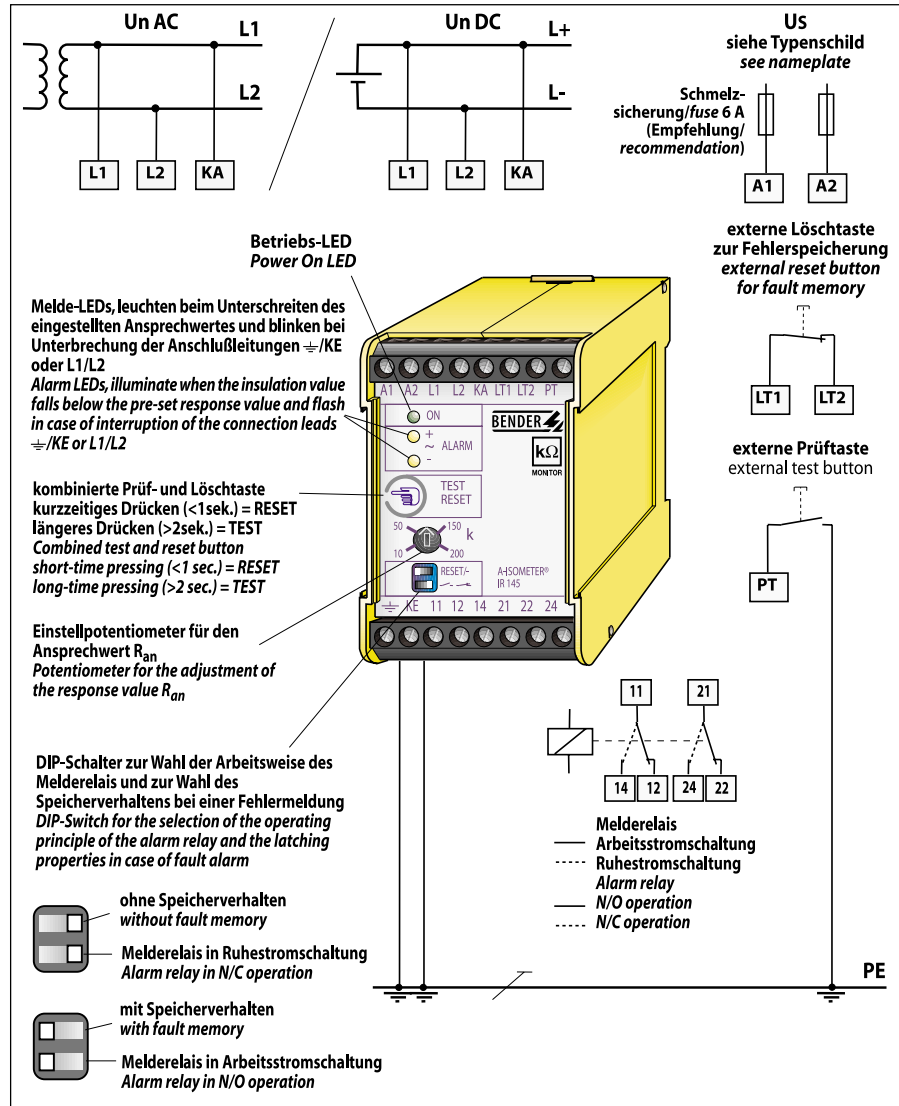 Un AC
L1
L2
L1 L2 KA
Un DC
L+
L-
L1 L2 KA
Us
siehe Typenschild
see nameplate
Schmelz-
sicherung/fuse 6 A
(Empfehlung/
recommendation)
A1 A2
externe Löschtaste
zur Fehlerspeicherung
external reset button
for fault memory
LT1 LT2
externe Prüftaste
external test button
PT
Betriebs-LED
Power On LED
Melde-LEDs, leuchten beim Unterschreiten des
eingestellten Ansprechwertes und blinken bei
Unterbrechung der Anschlußleitungen ⏚/KE
oder L1/L2
Alarm LEDs, illuminate when the insulation value
falls below the pre-set response value and flash
in case of interruption of the connection leads
⏚/KE or L1/L2
kombinierte Prüf- und Löschtaste
kurzzeitiges Drücken (<1sek.) = RESET
längeres Drücken (>2sek.) = TEST
Combined test and reset button
short-time pressing (<1 sec.) = RESET
long-time pressing (>2 sec.) = TEST
Einstellpotentiometer für den
Ansprechwert Ran
Potentiometer for the adjustment of
the response value Ran
DIP-Schalter zur Wahl der Arbeitsweise des
Melderelais und zur Wahl des
Speicherverhaltens bei einer Fehlermeldung
DIP-Switch for the selection of the operating
principle of the alarm relay and the latching
properties in case of fault alarm
A1 A2 L1 L2 KA LT1 LT2 PT
ON
+
~ ALARM
-
BENDER
kΩ
MONITOR
TEST
RESET
50 150 k
10 200
RESET/-
A-ISOMETER®
IR 145
⏚ KE 11 12 14 21 22 24
11 21
14 12 24 22
Melderelais
Arbeitsstromschaltung
Ruhestromschaltung
Alarm relay
N/O operation
N/C operation
PE
ohne Speicherverhalten
without fault memory
Melderelais in Ruhestromschaltung
Alarm relay in N/C operation
mit Speicherverhalten
with fault memory
Melderelais in Arbeitsstromschaltung
Alarm relay in N/O operation